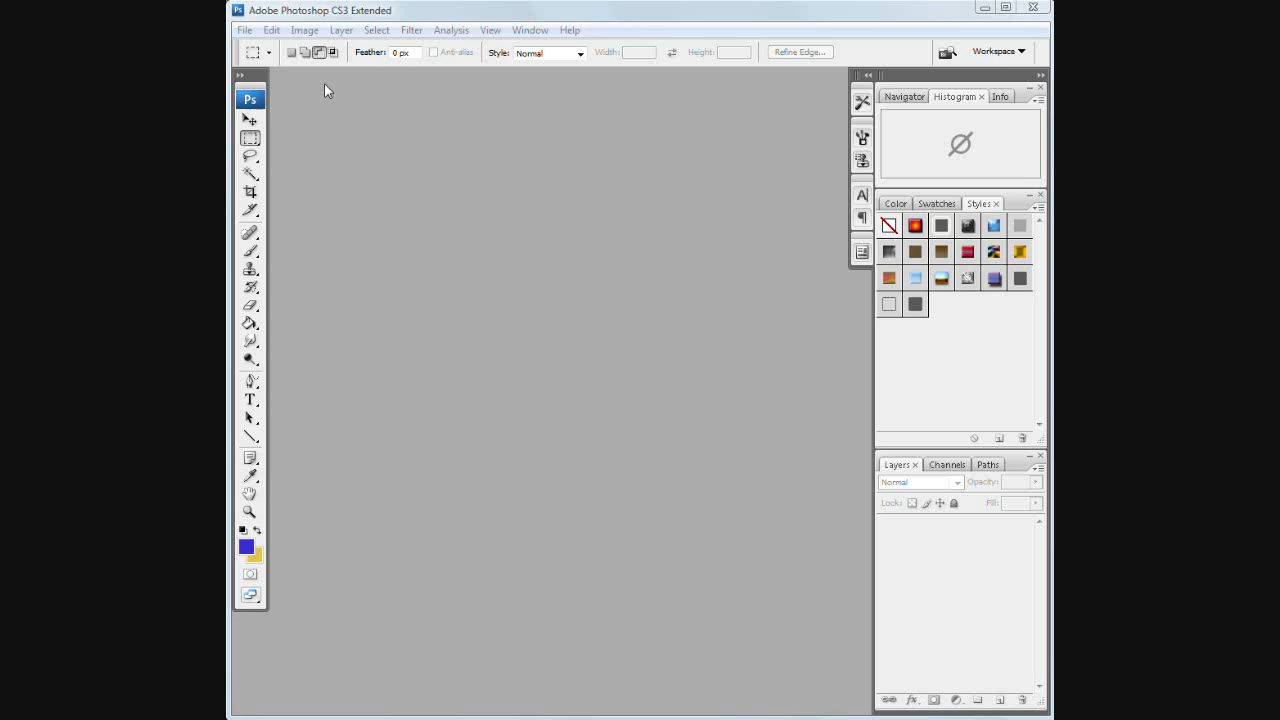 Ps Adobe Photoshop CS3 Extended
File Edit Image Layer Select Filter Analysis View Window Help
Feather: 0 px Anti-alias Style: Normal Width: Height: Refine Edge... Workspace
Ps
Navigator Histogram Info
Color Swatches Styles
A
T
Layers Channels Paths
Normal Opacity:
Lock: Fill:
fx